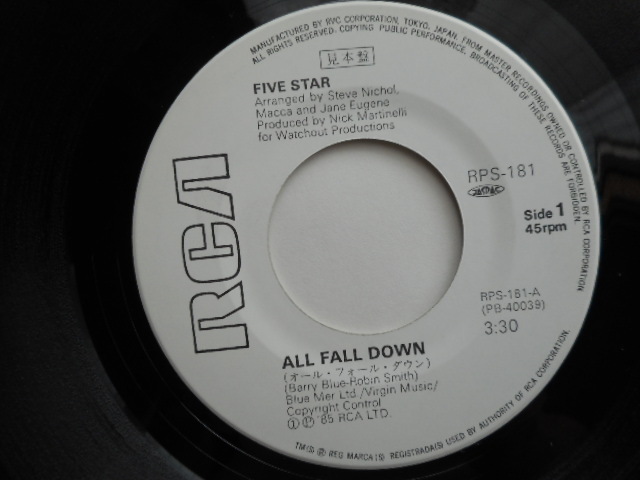 MANUFACTURED BY RVC CORPORATION, TOKYO, JAPAN, FROM MASTER RECORDINGS OWNED OR CONTROLLED BY RCA CORPORATION
ALL RIGHTS RESERVED. COPYING PUBLIC PERFORMANCE, BROADCASTING OF THESE RECORDS ARE FORBIDDEN.
見本盤
FIVE STAR
Arranged by Steve Nichol,
Macca and Jane Eugene
Produced by Nick Martinelli
for Watchout Productions
RCA
RPS-181
JASRAC
Side 1
45rpm
RPS-181-A
(PB-40039)
3:30
ALL FALL DOWN
(オール・フォール・ダウン)
(Barry Blue-Robin Smith)
Blue Mer Ltd./Virgin Music/
Copyright Control
Ⓛ Ⓟ '85 RCA LTD.
TM(S) ® REG MARCA(S) REGISTRADA(S) USED BY AUTHORITY OF RCA CORPORATION.